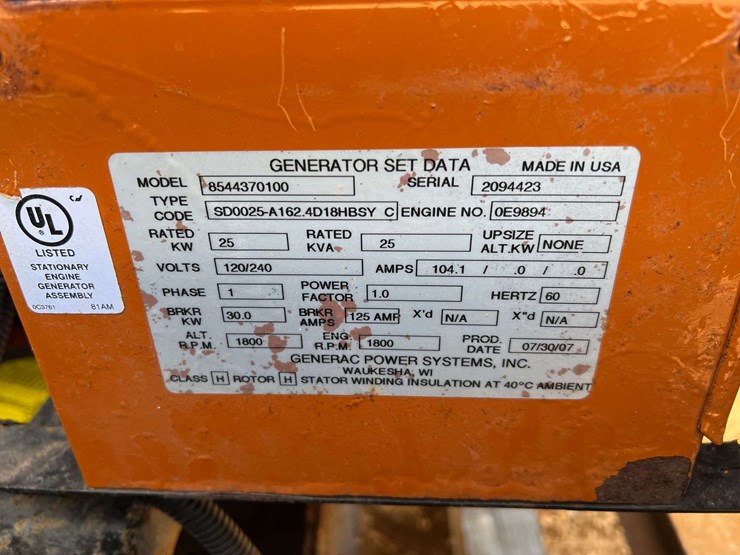 GENERATOR SET DATA MADE IN USA
MODEL 8544370100 SERIAL 2094423
TYPE CODE SD0025-A162.4D18HBSY C ENGINE NO. 0E9894
RATED KW 25 RATED KVA 25 UPSIZE ALT.KW NONE
VOLTS 120/240 AMPS 104.1 / .0 / .0
PHASE 1 POWER FACTOR 1.0 HERTZ 60
BRKR KW 30.0 BRKR AMPS 125 AMP X'd N/A X"d N/A
ALT. R.P.M. 1800 ENG. R.P.M. 1800 PROD. DATE 07/30/07
GENERAC POWER SYSTEMS, INC.
WAUKESHA, WI
CLASS H ROTOR H STATOR WINDING INSULATION AT 40°C AMBIENT
UL
LISTED
STATIONARY
ENGINE
GENERATOR
ASSEMBLY
0C3761 81AM